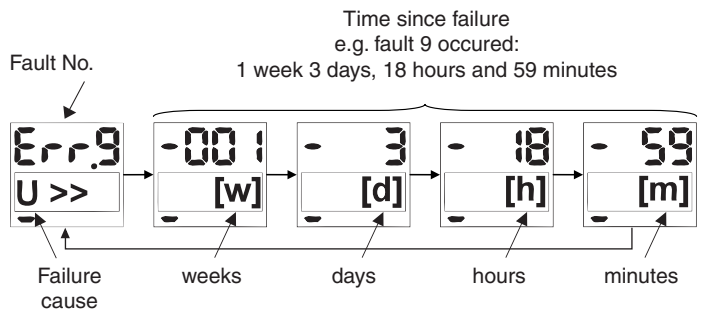 Time since failure
e.g. fault 9 occured:
1 week 3 days, 18 hours and 59 minutes
Fault No.
Err.9
U >>
-001
[w]
- 3
[d]
- 18
[h]
- 59
[m]
Failure
cause
weeks
days
hours
minutes